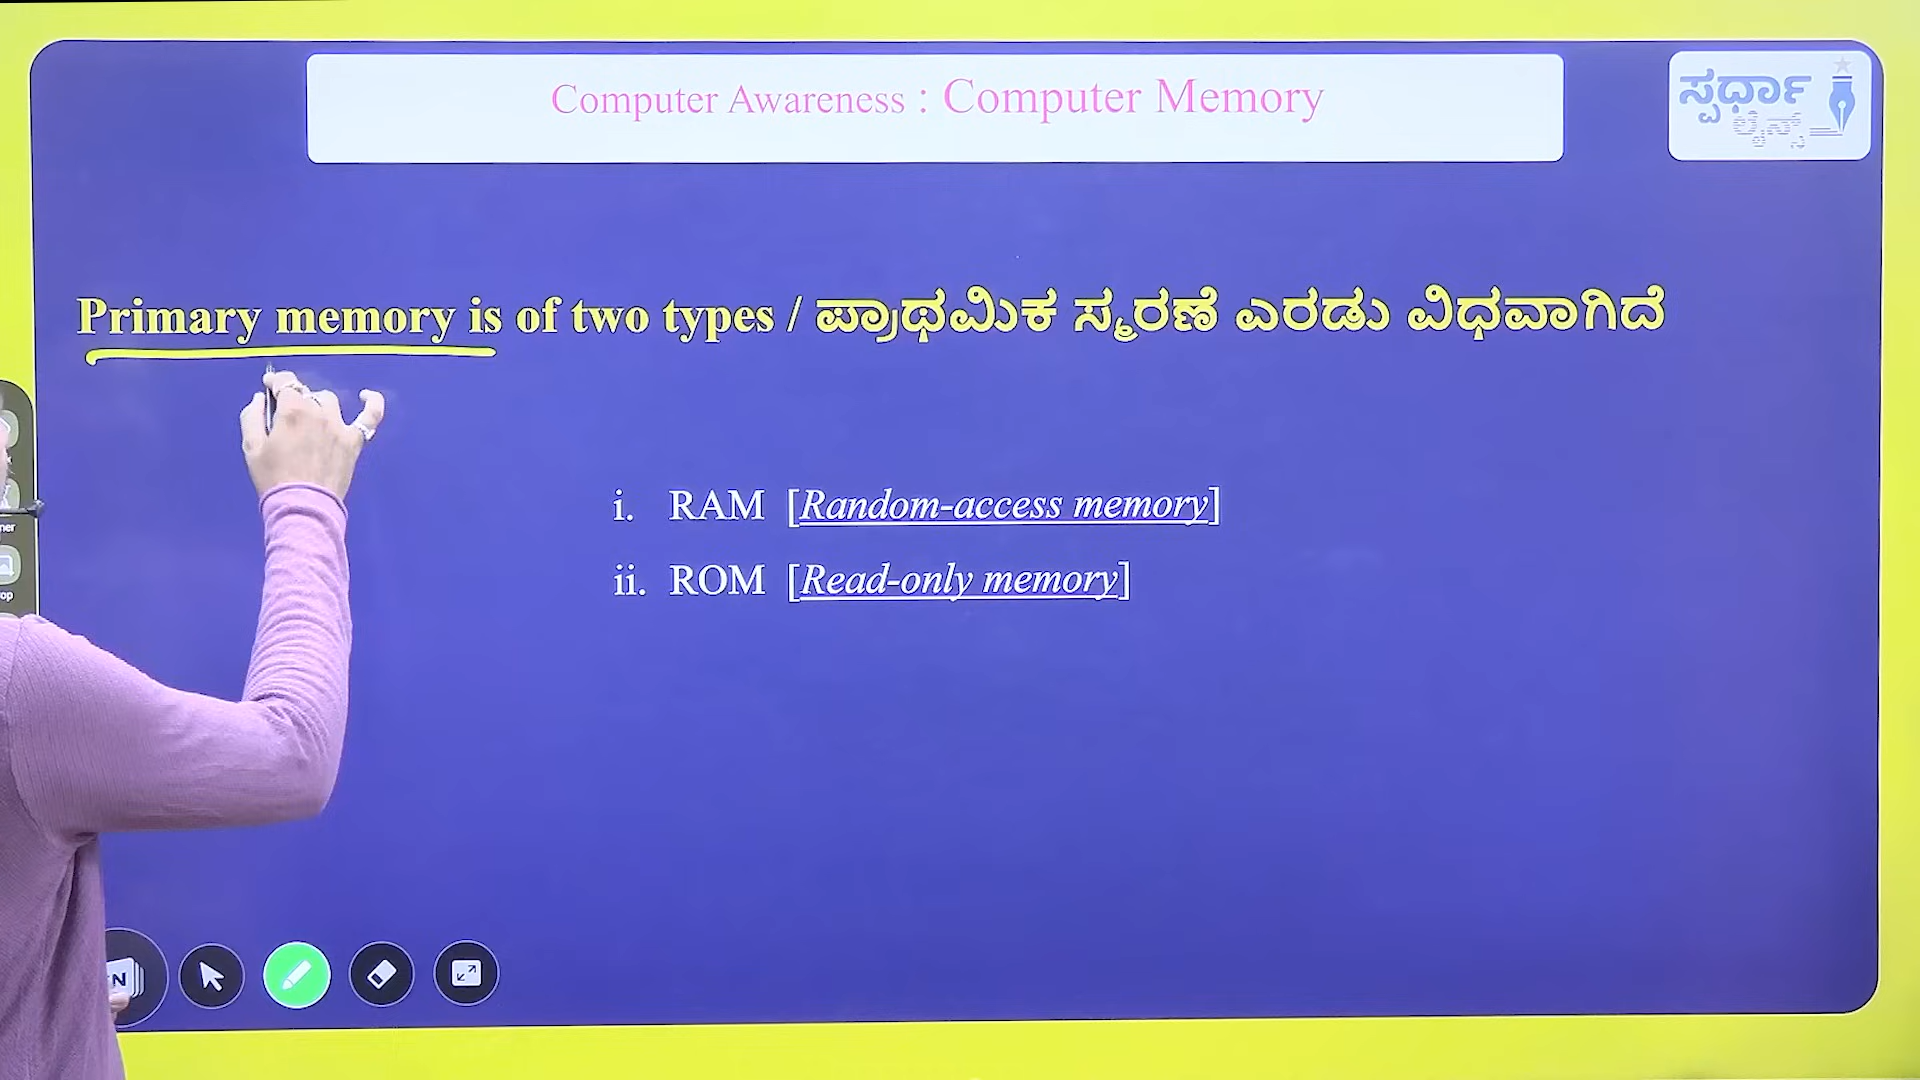 Computer Awareness : Computer Memory
ಸ್ಪರ್ಧಾ
Primary memory is of two types / ಪ್ರಾಥಮಿಕ ಸ್ಮರಣೆ ಎರಡು ವಿಧವಾಗಿದೆ
i. RAM [Random-access memory]
ii. ROM [Read-only memory]
N